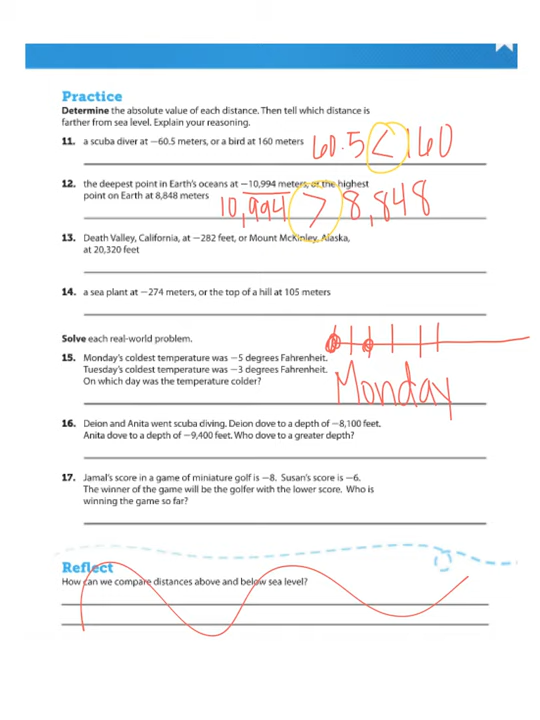 Practice
Determine the absolute value of each distance. Then tell which distance is
farther from sea level. Explain your reasoning.
11. a scuba diver at −60.5 meters, or a bird at 160 meters
60.5 < 160
12. the deepest point in Earth's oceans at −10,994 meters, or the highest
point on Earth at 8,848 meters
10,994 > 8,848
13. Death Valley, California, at −282 feet, or Mount McKinley, Alaska,
at 20,320 feet
14. a sea plant at −274 meters, or the top of a hill at 105 meters
Solve each real-world problem.
15. Monday's coldest temperature was −5 degrees Fahrenheit.
Tuesday's coldest temperature was −3 degrees Fahrenheit.
On which day was the temperature colder?
Monday
16. Deion and Anita went scuba diving. Deion dove to a depth of −8,100 feet.
Anita dove to a depth of −9,400 feet. Who dove to a greater depth?
17. Jamal's score in a game of miniature golf is −8. Susan's score is −6.
The winner of the game will be the golfer with the lower score. Who is
winning the game so far?
Reflect
How can we compare distances above and below sea level?